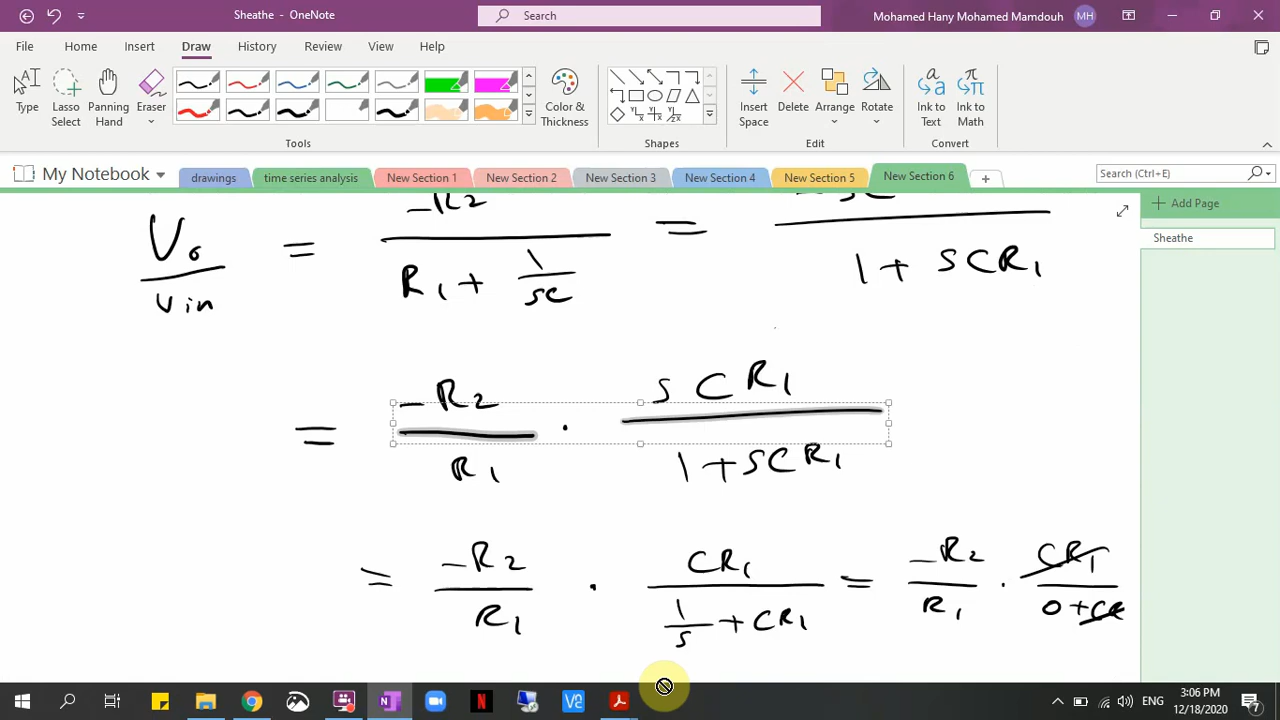 Sheathe - OneNote
Search
Mohamed Hany Mohamed Mamdouh
MH
File Home Insert Draw History Review View Help
Type
Lasso Select
Panning Hand
Eraser
Color & Thickness
Insert Space
Delete
Arrange
Rotate
Ink to Text
Ink to Math
Tools
Shapes
Edit
Convert
My Notebook
drawings
time series analysis
New Section 1
New Section 2
New Section 3
New Section 4
New Section 5
New Section 6
Search (Ctrl+E)
Add Page
Sheathe
Vo/Vin = -R2/(R1 + 1/sC) = /(1 + sCR1)
= -R2/R1 . sCR1/(1 + sCR1)
= -R2/R1 . CR1/(1/s + CR1) = -R2/R1 . CR1/(0 +
ENG
3:06 PM
12/18/2020